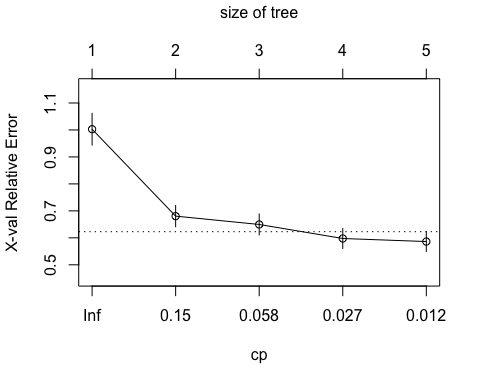 size of tree
1 2 3 4 5
X-val Relative Error
0.5 0.7 0.9 1.1
Inf 0.15 0.058 0.027 0.012
cp